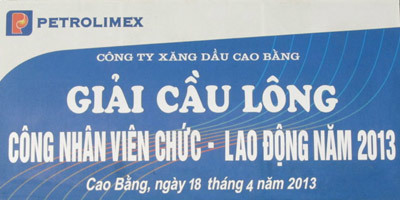 PETROLIMEX
CÔNG TY XĂNG DẦU CAO BẰNG
GIẢI CẦU LÔNG
CÔNG NHÂN VIÊN CHỨC - LAO ĐỘNG NĂM 2013
Cao Bằng, ngày 18 tháng 4 năm 2013